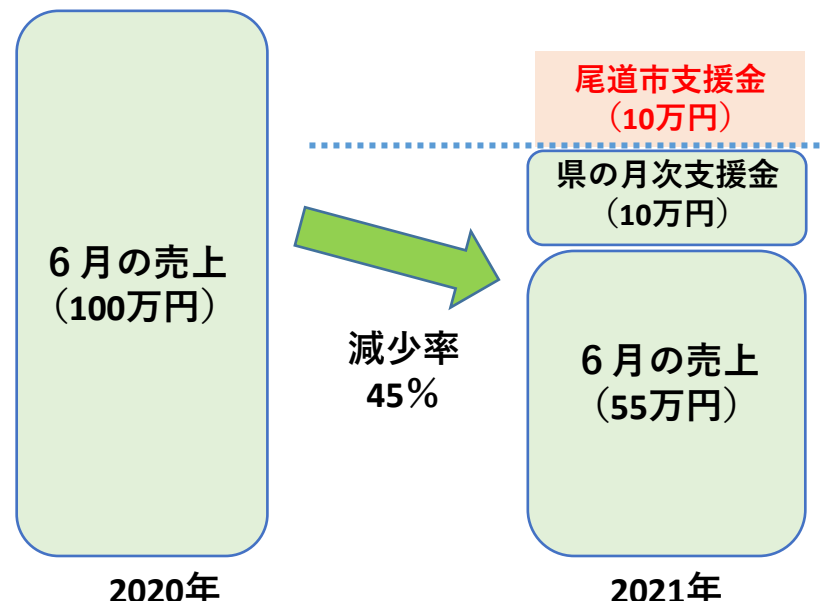 ６月の売上
（100万円）
2020年
減少率
45％
尾道市支援金
（10万円）
県の月次支援金
（10万円）
６月の売上
（55万円）
2021年